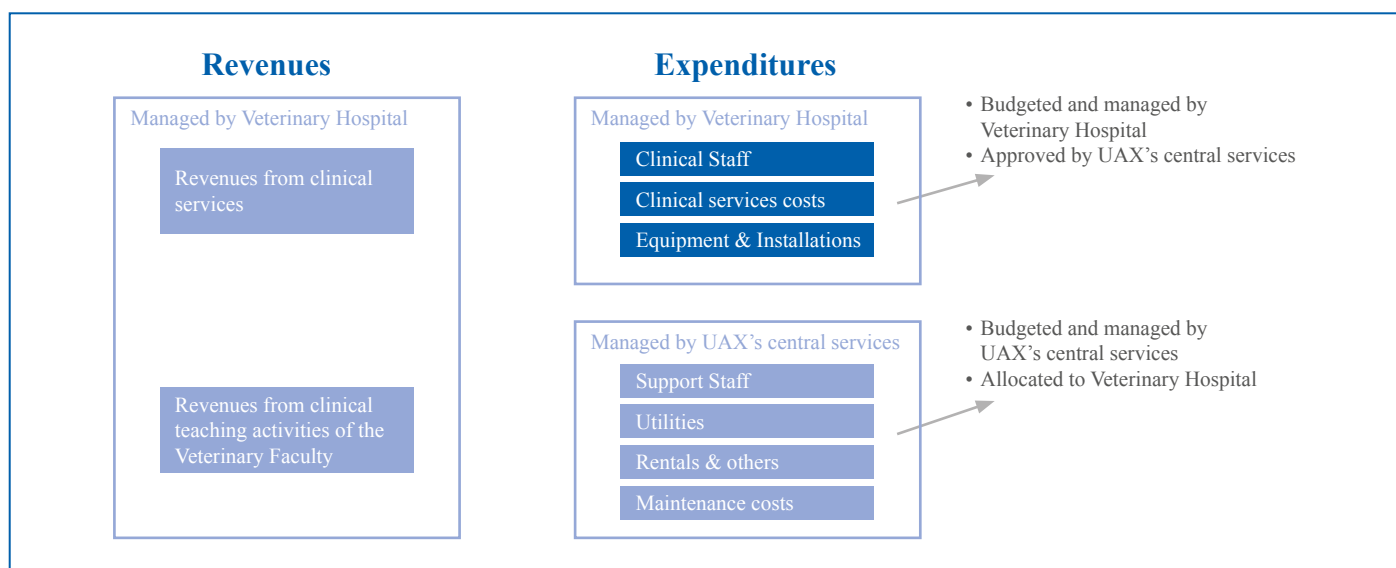 Revenues
Managed by Veterinary Hospital
Revenues from clinical
services
Revenues from clinical
teaching activities of the
Veterinary Faculty
Expenditures
Managed by Veterinary Hospital
Clinical Staff
Clinical services costs
Equipment & Installations
• Budgeted and managed by
Veterinary Hospital
• Approved by UAX’s central services
Managed by UAX’s central services
Support Staff
Utilities
Rentals & others
Maintenance costs
• Budgeted and managed by
UAX’s central services
• Allocated to Veterinary Hospital